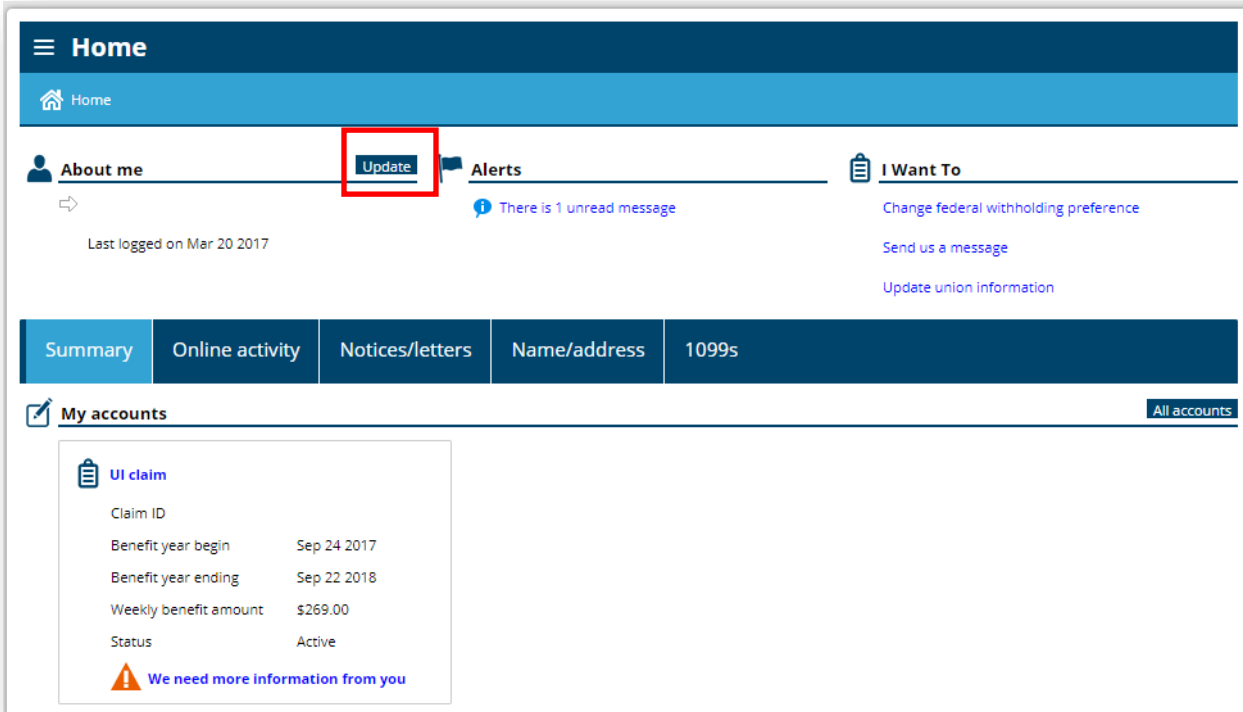 Home
Home
About me
Update
Last logged on Mar 20 2017
Alerts
There is 1 unread message
I Want To
Change federal withholding preference
Send us a message
Update union information
Summary Online activity Notices/letters Name/address 1099s
My accounts
All accounts
UI claim
Claim ID
Benefit year begin Sep 24 2017
Benefit year ending Sep 22 2018
Weekly benefit amount $269.00
Status Active
We need more information from you